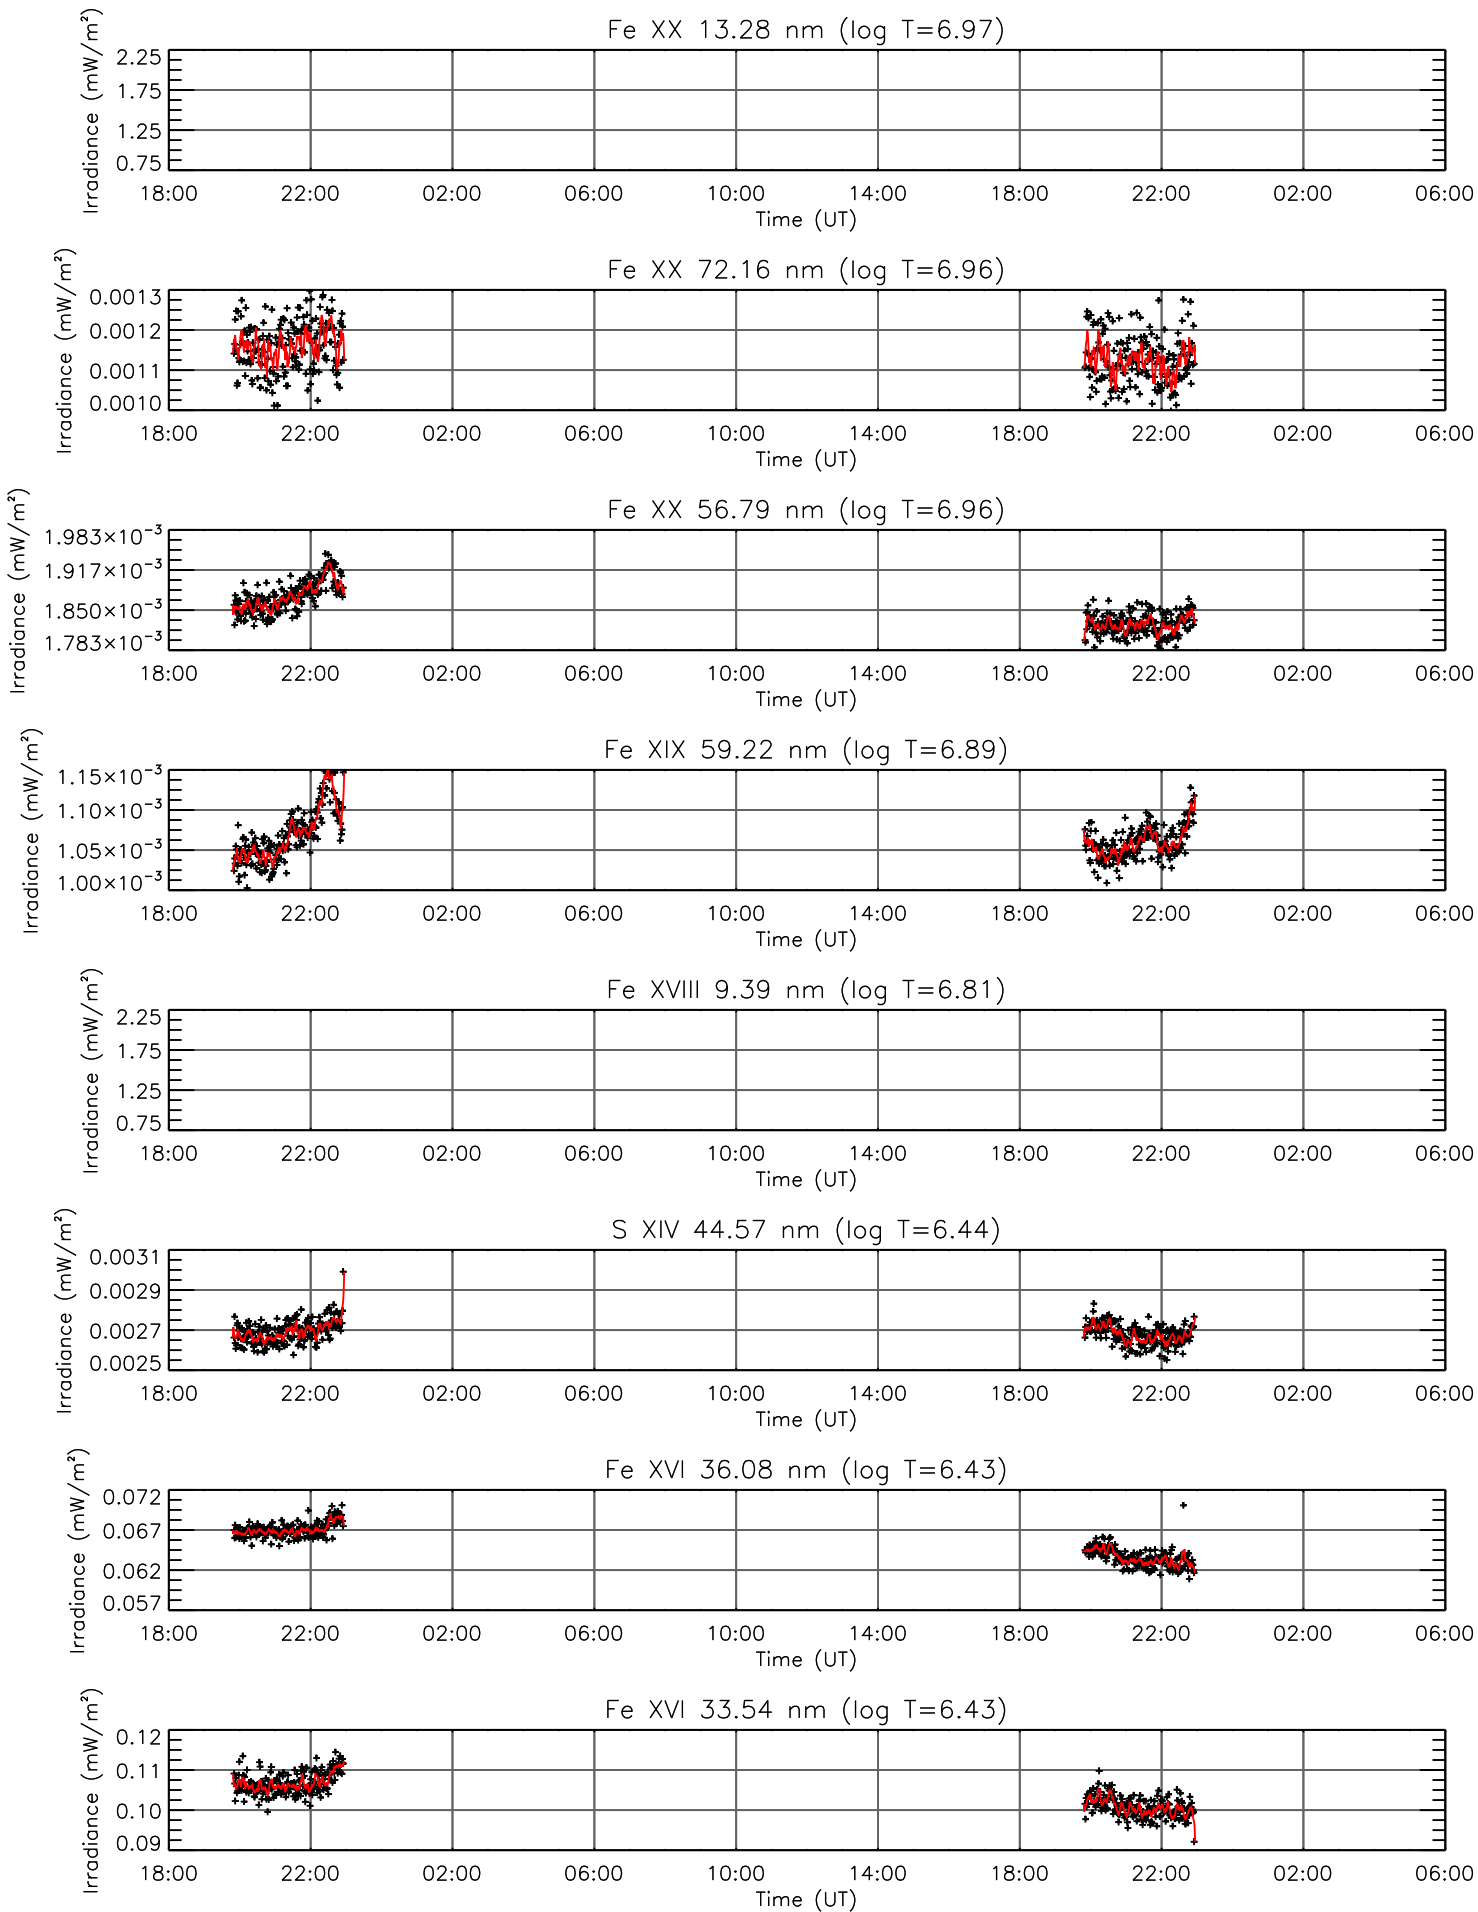 Fe XX 13.28 nm (log T=6.97)
Irradiance (mW/m²)
2.25
1.75
1.25
0.75
18:00 22:00 02:00 06:00 10:00 14:00 18:00 22:00 02:00 06:00
Time (UT)
Fe XX 72.16 nm (log T=6.96)
Irradiance (mW/m²)
0.0013
0.0012
0.0011
0.0010
18:00 22:00 02:00 06:00 10:00 14:00 18:00 22:00 02:00 06:00
Time (UT)
Fe XX 56.79 nm (log T=6.96)
Irradiance (mW/m²)
1.983×10⁻³
1.917×10⁻³
1.850×10⁻³
1.783×10⁻³
18:00 22:00 02:00 06:00 10:00 14:00 18:00 22:00 02:00 06:00
Time (UT)
Fe XIX 59.22 nm (log T=6.89)
Irradiance (mW/m²)
1.15×10⁻³
1.10×10⁻³
1.05×10⁻³
1.00×10⁻³
18:00 22:00 02:00 06:00 10:00 14:00 18:00 22:00 02:00 06:00
Time (UT)
Fe XVIII 9.39 nm (log T=6.81)
Irradiance (mW/m²)
2.25
1.75
1.25
0.75
18:00 22:00 02:00 06:00 10:00 14:00 18:00 22:00 02:00 06:00
Time (UT)
S XIV 44.57 nm (log T=6.44)
Irradiance (mW/m²)
0.0031
0.0029
0.0027
0.0025
18:00 22:00 02:00 06:00 10:00 14:00 18:00 22:00 02:00 06:00
Time (UT)
Fe XVI 36.08 nm (log T=6.43)
Irradiance (mW/m²)
0.072
0.067
0.062
0.057
18:00 22:00 02:00 06:00 10:00 14:00 18:00 22:00 02:00 06:00
Time (UT)
Fe XVI 33.54 nm (log T=6.43)
Irradiance (mW/m²)
0.12
0.11
0.10
0.09
18:00 22:00 02:00 06:00 10:00 14:00 18:00 22:00 02:00 06:00
Time (UT)